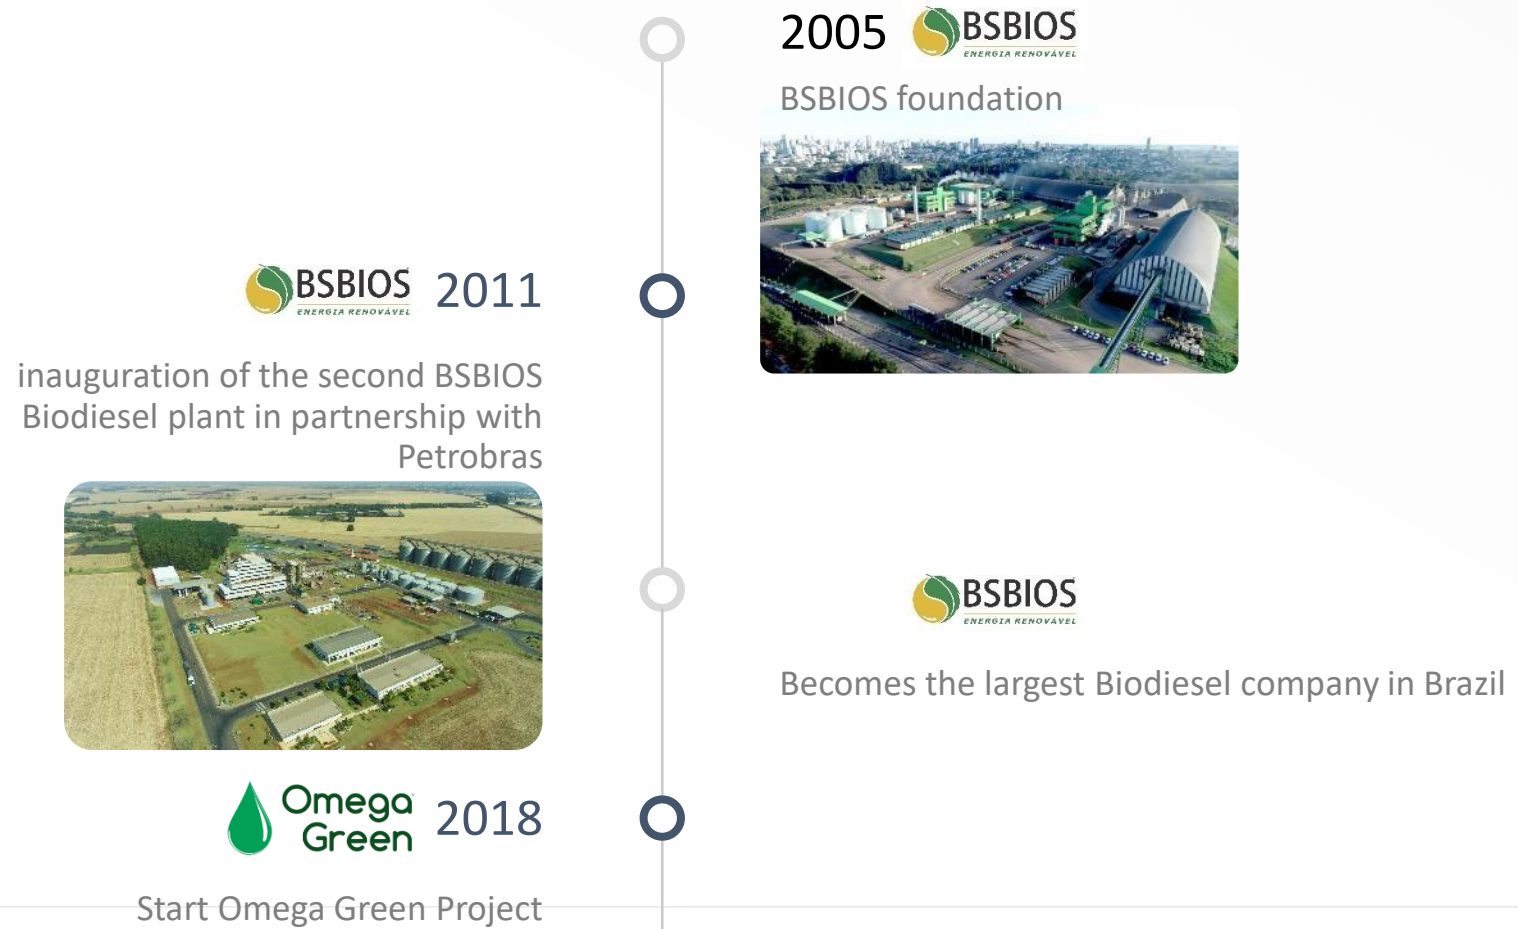 2005
BSBIOS
ENERGIA RENOVÁVEL
BSBIOS foundation
BSBIOS
ENERGIA RENOVÁVEL
2011
inauguration of the second BSBIOS
Biodiesel plant in partnership with
Petrobras
BSBIOS
ENERGIA RENOVÁVEL
Becomes the largest Biodiesel company in Brazil
Omega
Green
2018
Start Omega Green Project